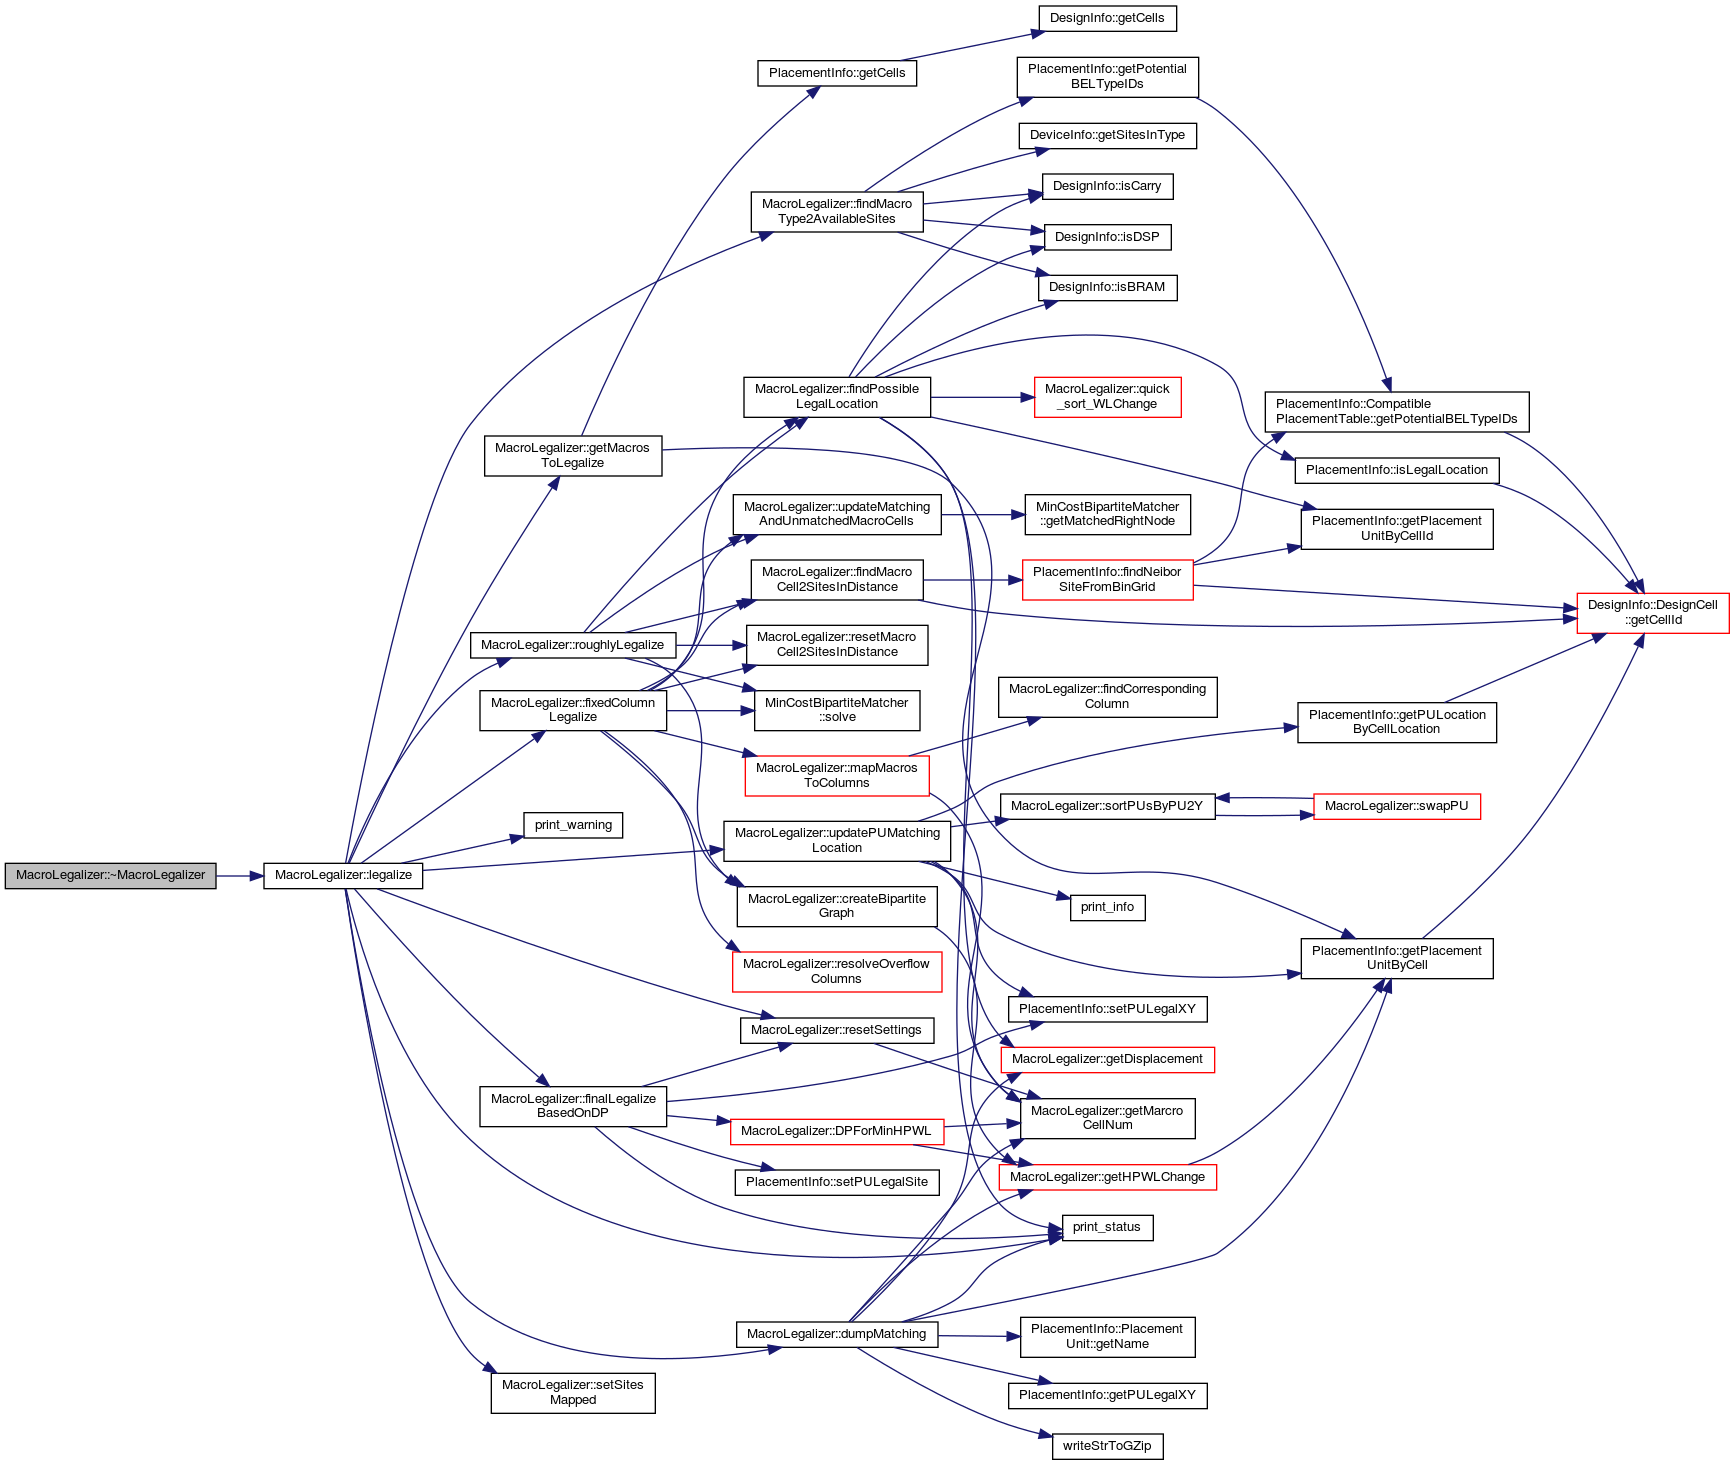 DesignInfo::getCells
PlacementInfo::getCells
PlacementInfo::getPotential
BELTypeIDs
DeviceInfo::getSitesInType
DesignInfo::isCarry
MacroLegalizer::findMacro
Type2AvailableSites
DesignInfo::isDSP
DesignInfo::isBRAM
MacroLegalizer::findPossible
LegalLocation
MacroLegalizer::quick
_sort_WLChange
PlacementInfo::Compatible
PlacementTable::getPotentialBELTypeIDs
MacroLegalizer::getMacros
ToLegalize
PlacementInfo::isLegalLocation
MacroLegalizer::updateMatching
AndUnmatchedMacroCells
MinCostBipartiteMatcher
::getMatchedRightNode
PlacementInfo::getPlacement
UnitByCellId
MacroLegalizer::findMacro
Cell2SitesInDistance
PlacementInfo::findNeibor
SiteFromBinGrid
DesignInfo::DesignCell
::getCellId
MacroLegalizer::roughlyLegalize
MacroLegalizer::resetMacro
Cell2SitesInDistance
MacroLegalizer::fixedColumn
Legalize
MinCostBipartiteMatcher
::solve
MacroLegalizer::findCorresponding
Column
PlacementInfo::getPULocation
ByCellLocation
MacroLegalizer::mapMacros
ToColumns
MacroLegalizer::sortPUsByPU2Y
MacroLegalizer::swapPU
print_warning
MacroLegalizer::updatePUMatching
Location
MacroLegalizer::~MacroLegalizer
MacroLegalizer::legalize
MacroLegalizer::createBipartite
Graph
print_info
PlacementInfo::getPlacement
UnitByCell
MacroLegalizer::resolveOverflow
Columns
PlacementInfo::setPULegalXY
MacroLegalizer::resetSettings
MacroLegalizer::getDisplacement
MacroLegalizer::finalLegalize
BasedOnDP
MacroLegalizer::getMarcro
CellNum
MacroLegalizer::DPForMinHPWL
MacroLegalizer::getHPWLChange
PlacementInfo::setPULegalSite
print_status
MacroLegalizer::dumpMatching
PlacementInfo::Placement
Unit::getName
MacroLegalizer::setSites
Mapped
PlacementInfo::getPULegalXY
writeStrToGZip